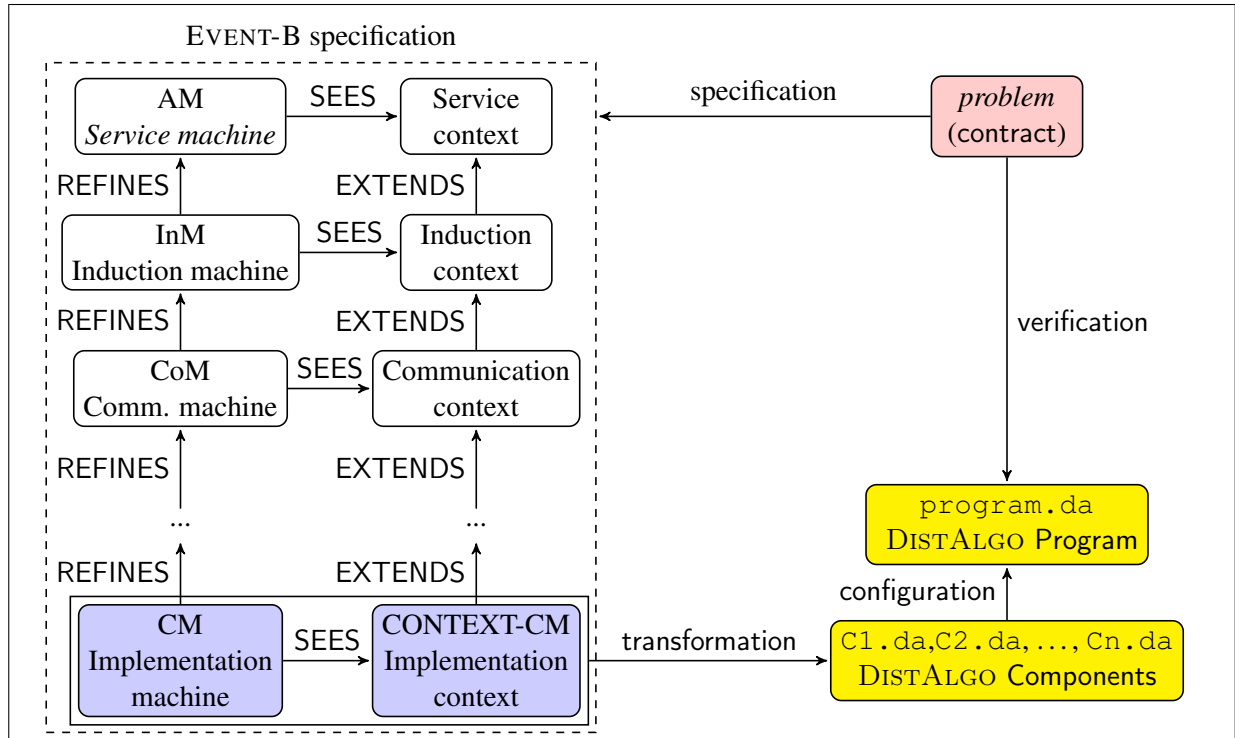 EVENT-B specification
AM
Service machine
SEES
Service
context
specification
problem
(contract)
REFINES
EXTENDS
InM
Induction machine
SEES
Induction
context
REFINES
EXTENDS
verification
CoM
Comm. machine
SEES
Communication
context
REFINES
EXTENDS
...
...
program.da
DISTALGO Program
REFINES
EXTENDS
configuration
CM
Implementation
machine
SEES
CONTEXT-CM
Implementation
context
transformation
C1.da,C2.da, ..., Cn.da
DISTALGO Components